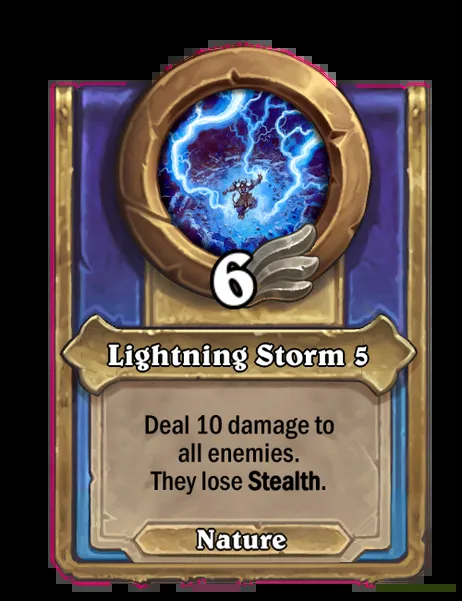 6
Lightning Storm 5
Deal 10 damage to
all enemies.
They lose Stealth.
Nature